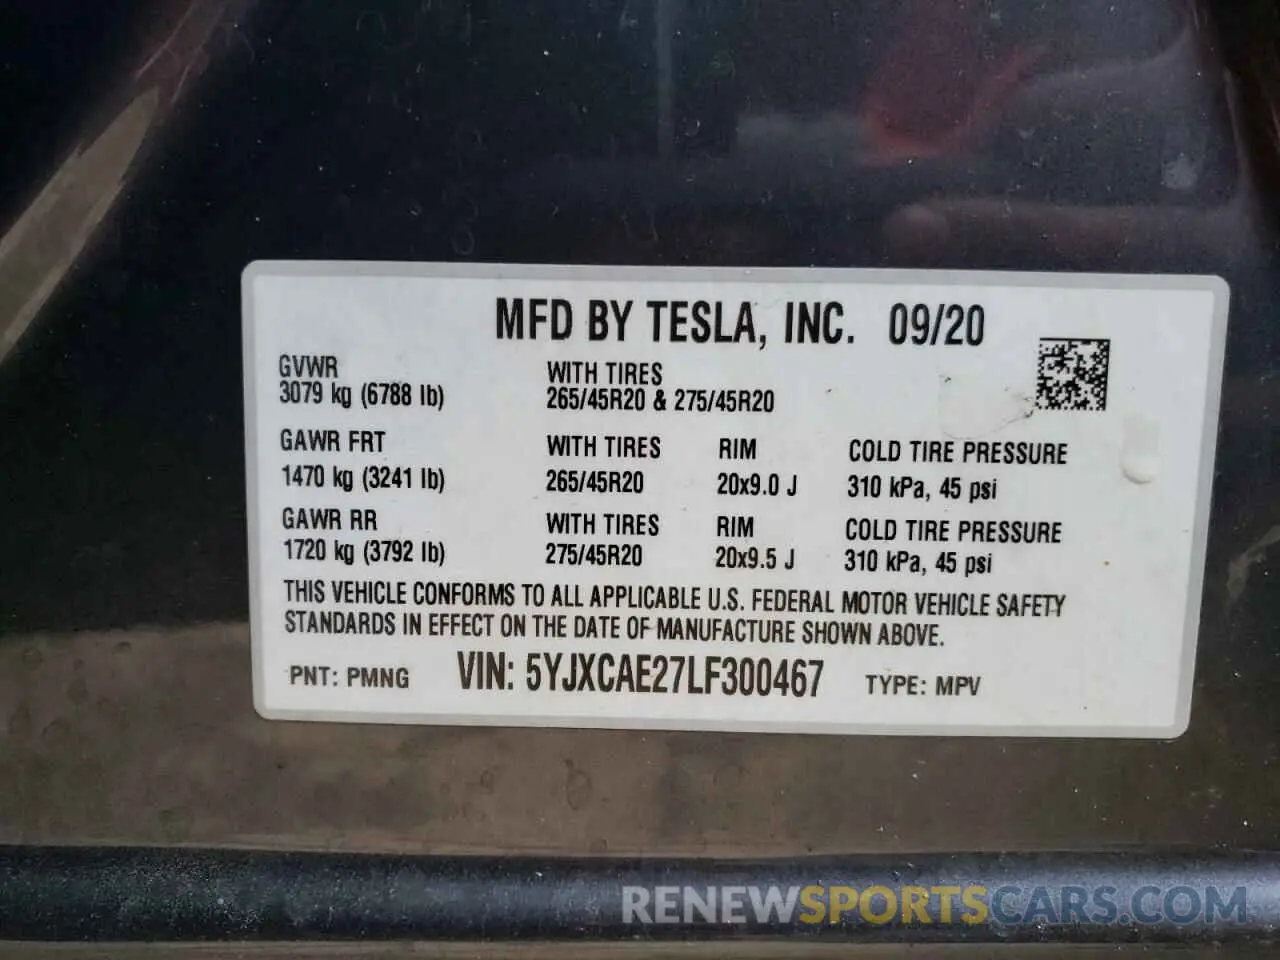 MFD BY TESLA, INC. 09/20
GVWR
3079 kg (6788 lb)
WITH TIRES
265/45R20 & 275/45R20
GAWR FRT WITH TIRES RIM COLD TIRE PRESSURE
1470 kg (3241 lb) 265/45R20 20x9.0 J 310 kPa, 45 psi
GAWR RR WITH TIRES RIM COLD TIRE PRESSURE
1720 kg (3792 lb) 275/45R20 20x9.5 J 310 kPa, 45 psi
THIS VEHICLE CONFORMS TO ALL APPLICABLE U.S. FEDERAL MOTOR VEHICLE SAFETY
STANDARDS IN EFFECT ON THE DATE OF MANUFACTURE SHOWN ABOVE.
PNT: PMNG VIN: 5YJXCAE27LF300467 TYPE: MPV
RENEWSPORTSCARS.COM